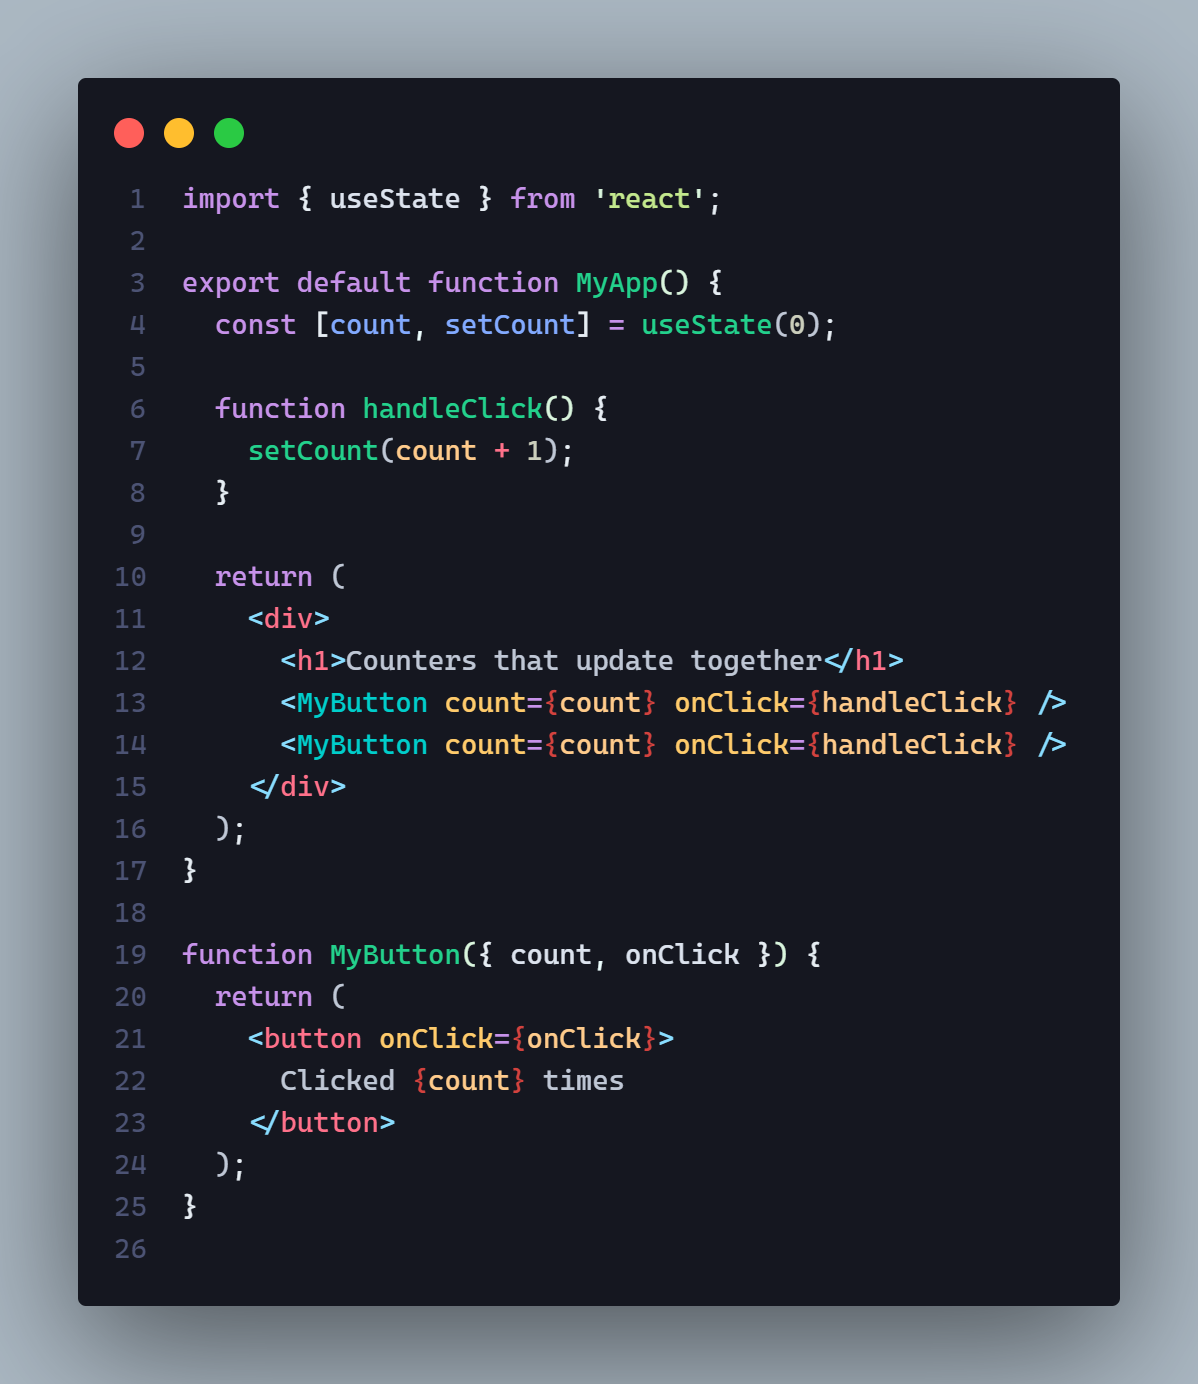 1 import { useState } from 'react';
2
3 export default function MyApp() {
4   const [count, setCount] = useState(0);
5
6   function handleClick() {
7     setCount(count + 1);
8   }
9
10   return (
11     <div>
12       <h1>Counters that update together</h1>
13       <MyButton count={count} onClick={handleClick} />
14       <MyButton count={count} onClick={handleClick} />
15     </div>
16   );
17 }
18
19 function MyButton({ count, onClick }) {
20   return (
21     <button onClick={onClick}>
22       Clicked {count} times
23     </button>
24   );
25 }
26